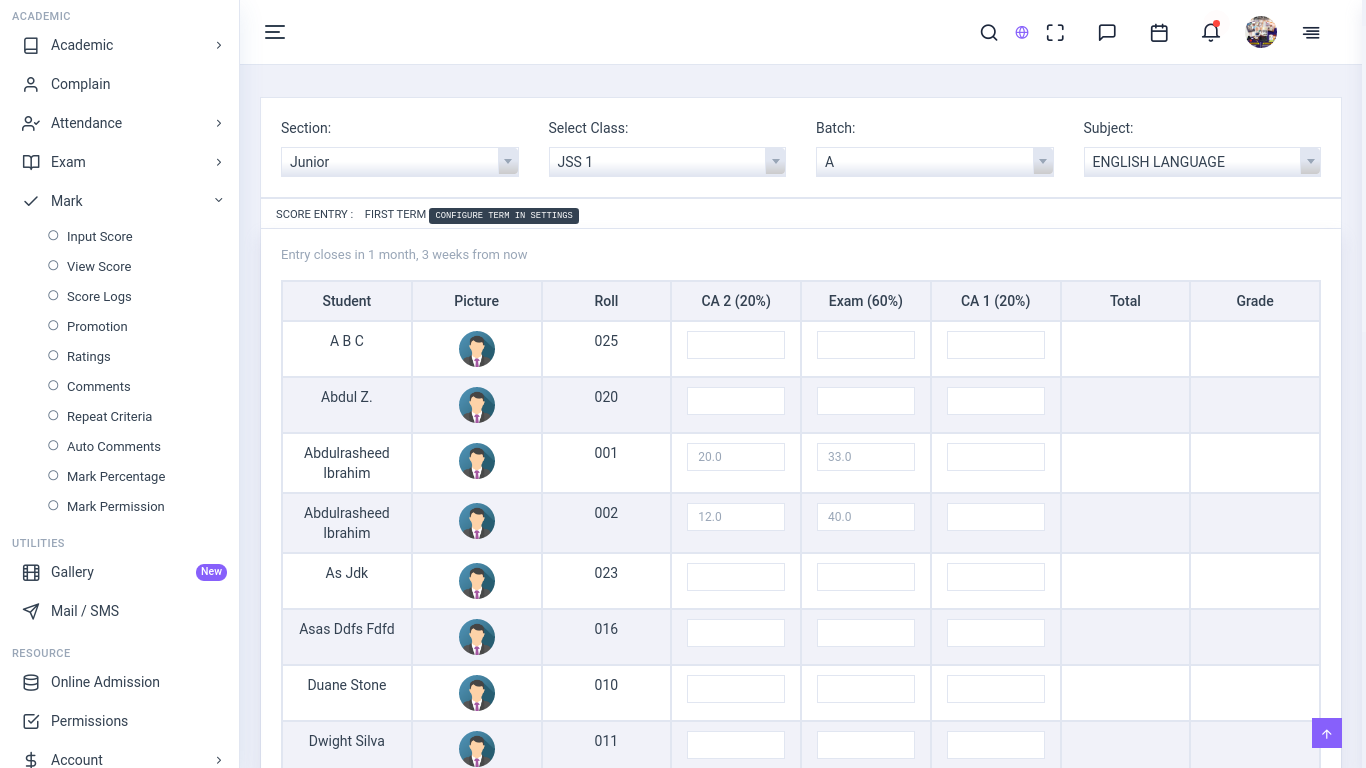 ACADEMIC
Academic
Complain
Attendance
Exam
Mark
Input Score
View Score
Score Logs
Promotion
Ratings
Comments
Repeat Criteria
Auto Comments
Mark Percentage
Mark Permission
UTILITIES
Gallery New
Mail / SMS
RESOURCE
Online Admission
Permissions
Account
Section: Select Class: Batch: Subject:
Junior JSS 1 A ENGLISH LANGUAGE
SCORE ENTRY : FIRST TERM CONFIGURE TERM IN SETTINGS
Entry closes in 1 month, 3 weeks from now
Student Picture Roll CA 2 (20%) Exam (60%) CA 1 (20%) Total Grade
A B C 025
Abdul Z. 020
Abdulrasheed 001 20.0 33.0
Ibrahim
Abdulrasheed 002 12.0 40.0
Ibrahim
As Jdk 023
Asas Ddfs Fdfd 016
Duane Stone 010
Dwight Silva 011